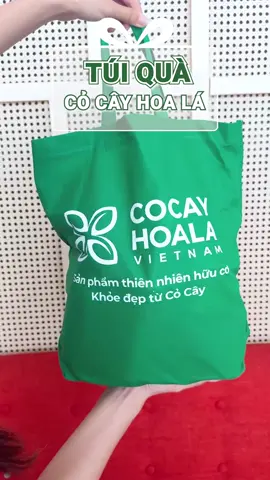 TÚI QUÀ
CỎ CÂY HOA LÁ
COCAY
HOALA
VIETNAM
Sản phẩm thiên nhiên hữu cơ
Khỏe đẹp từ Cỏ Cây